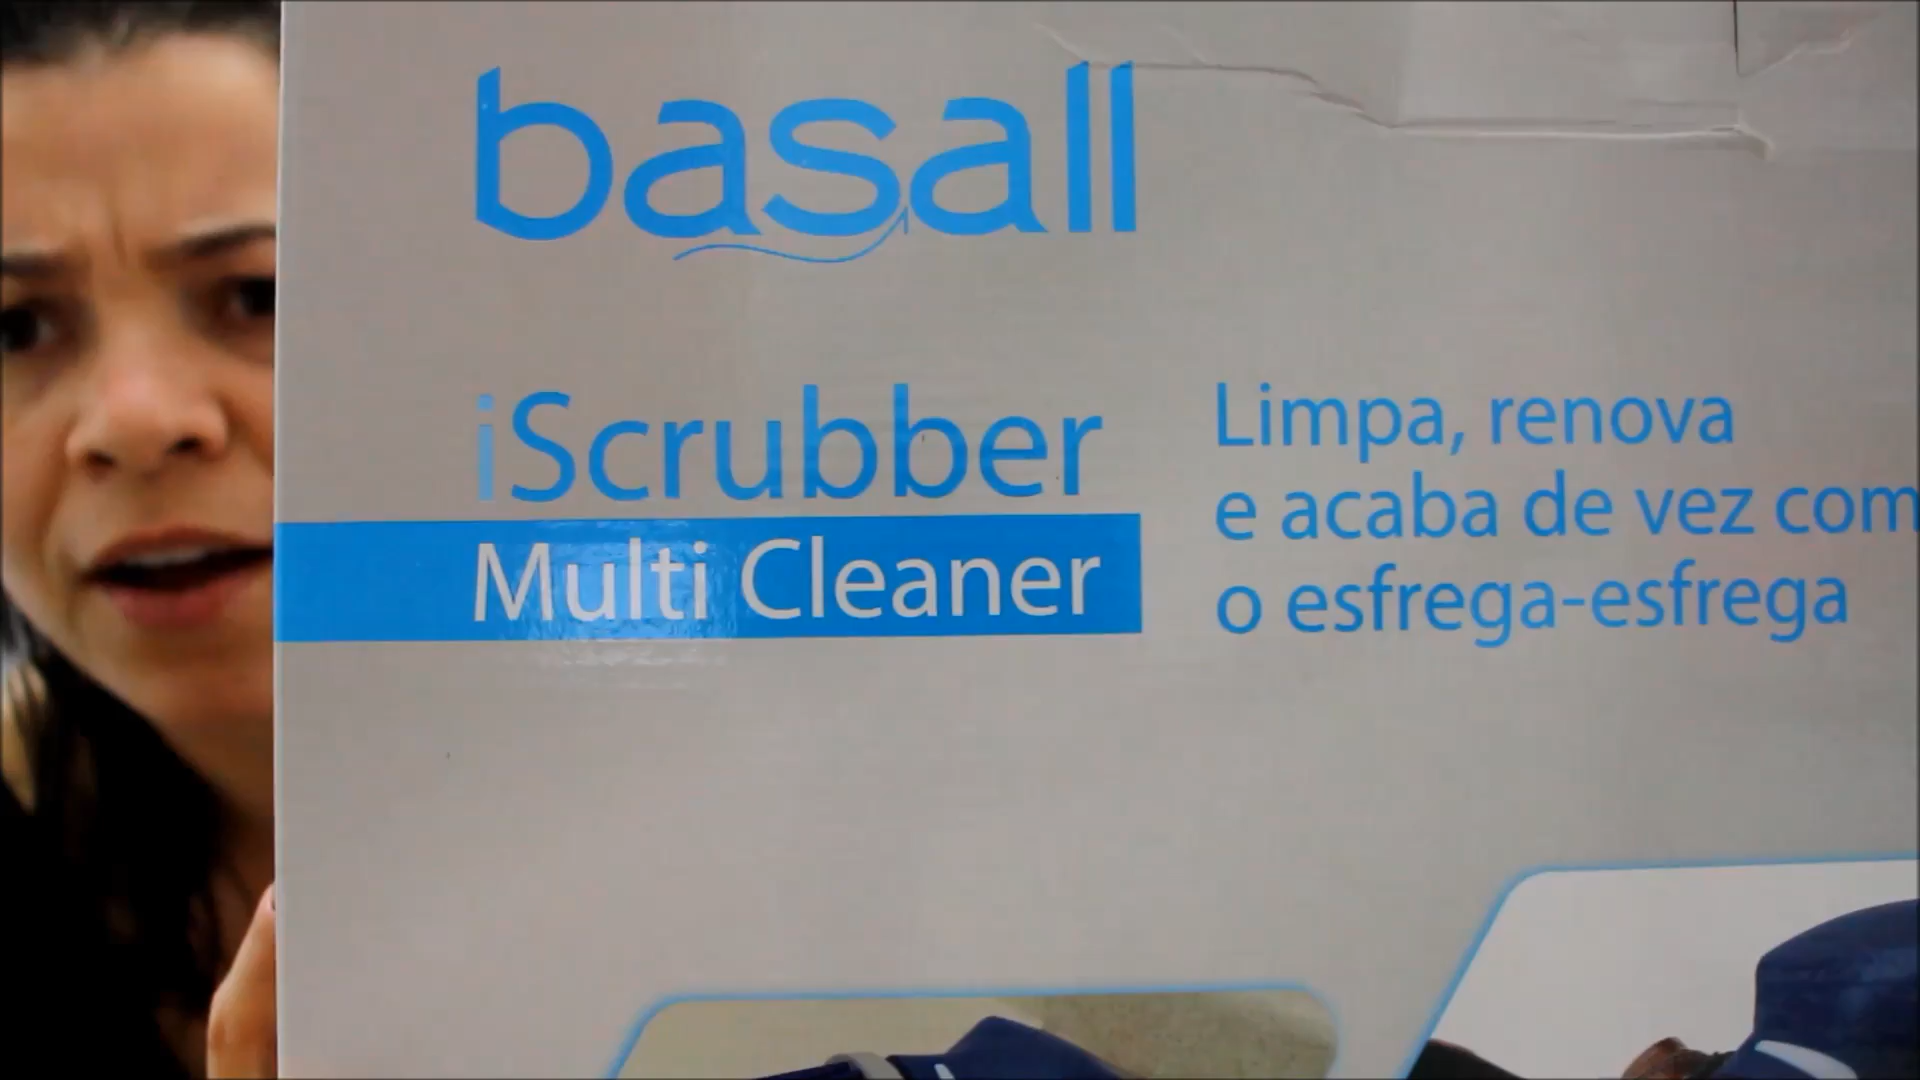 basall
iScrubber
Multi Cleaner
Limpa, renova
e acaba de vez com
o esfrega-esfrega